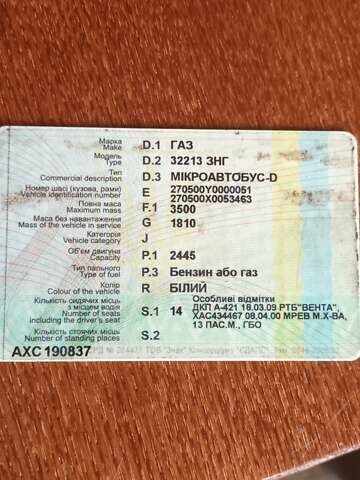 Марка D.1 ГАЗ
Make
Модель D.2 32213 ЗНГ
Type
Тип D.3 МІКРОАВТОБУС-D
Commercial description
Номер шасі (кузова, рами) E 270500Y0000051
Vehicle identification number 270500X0053463
Повна маса F.1 3500
Maximum mass
Маса без навантаження G 1810
Mass of the vehicle in service
Категорія J
Vehicle category
Об'єм двигуна P.1 2445
Capacity
Тип пального P.3 Бензин або газ
Type of fuel
Колір R БІЛИЙ
Colour of the vehicle
Кількість сидячих місць Особливі відмітки
з місцем водія S.1 14 ДКП А-421 16.03.09 РТБ"ВЕНТА",
Number of seats ХАС434467 08.04.00 МРЕВ М.Х-ВА,
including the driver's seat 13 ПАС.М., ГБО
Кількість стоячих місць S.2
Number of standing places
АХС 190837